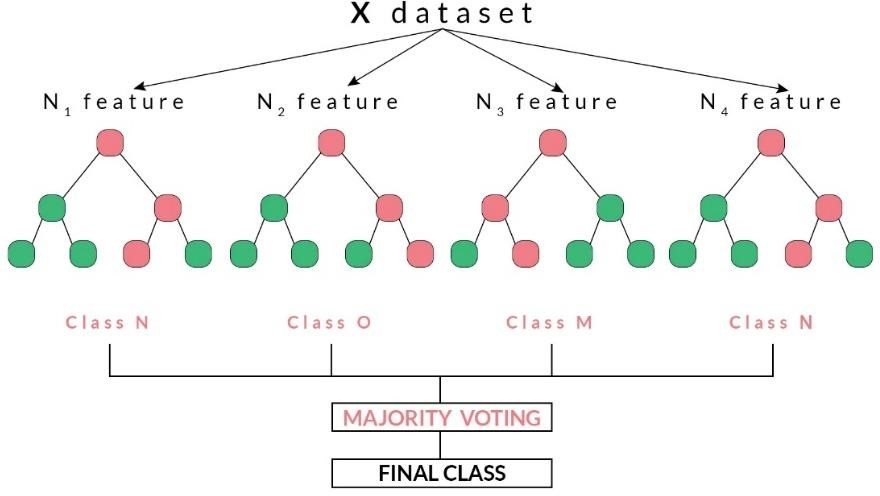 X dataset
N1 feature N2 feature N3 feature N4 feature
Class N Class O Class M Class N
MAJORITY VOTING
FINAL CLASS